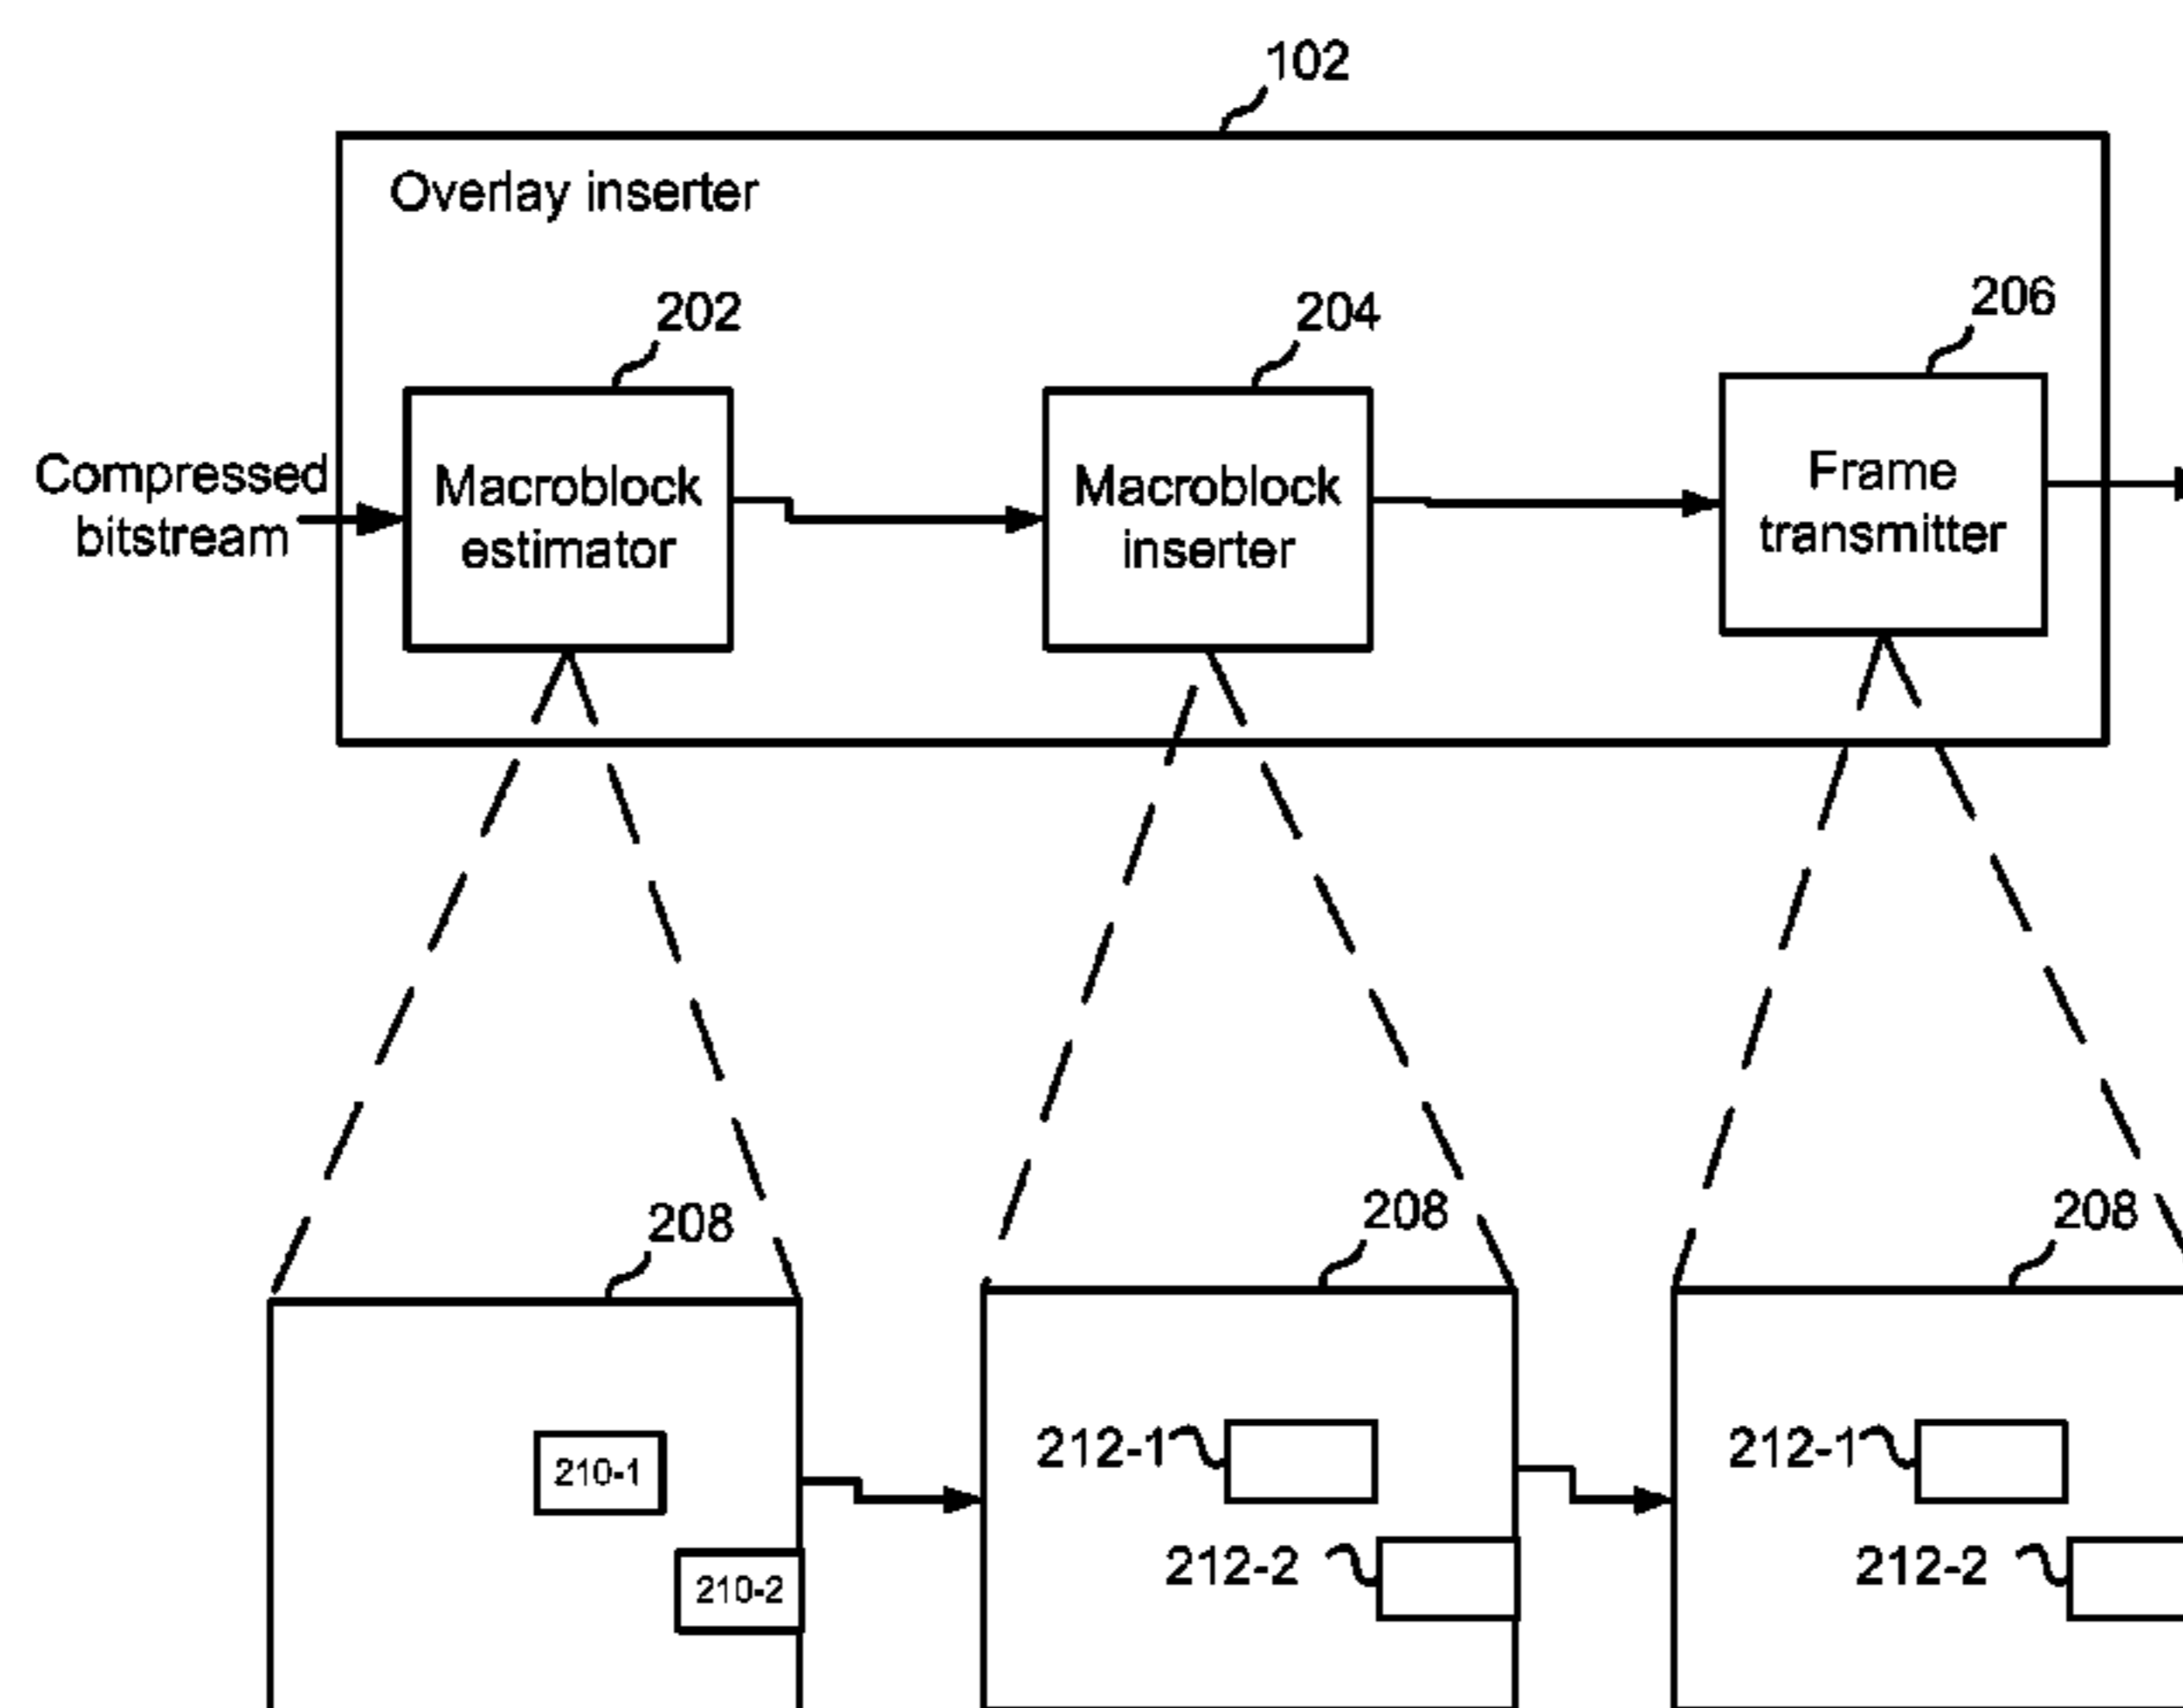 102
Overlay inserter
202
204
206
Compressed
bitstream
Macroblock
estimator
Macroblock
inserter
Frame
transmitter
208
208
208
210-1
212-1
212-1
210-2
212-2
212-2